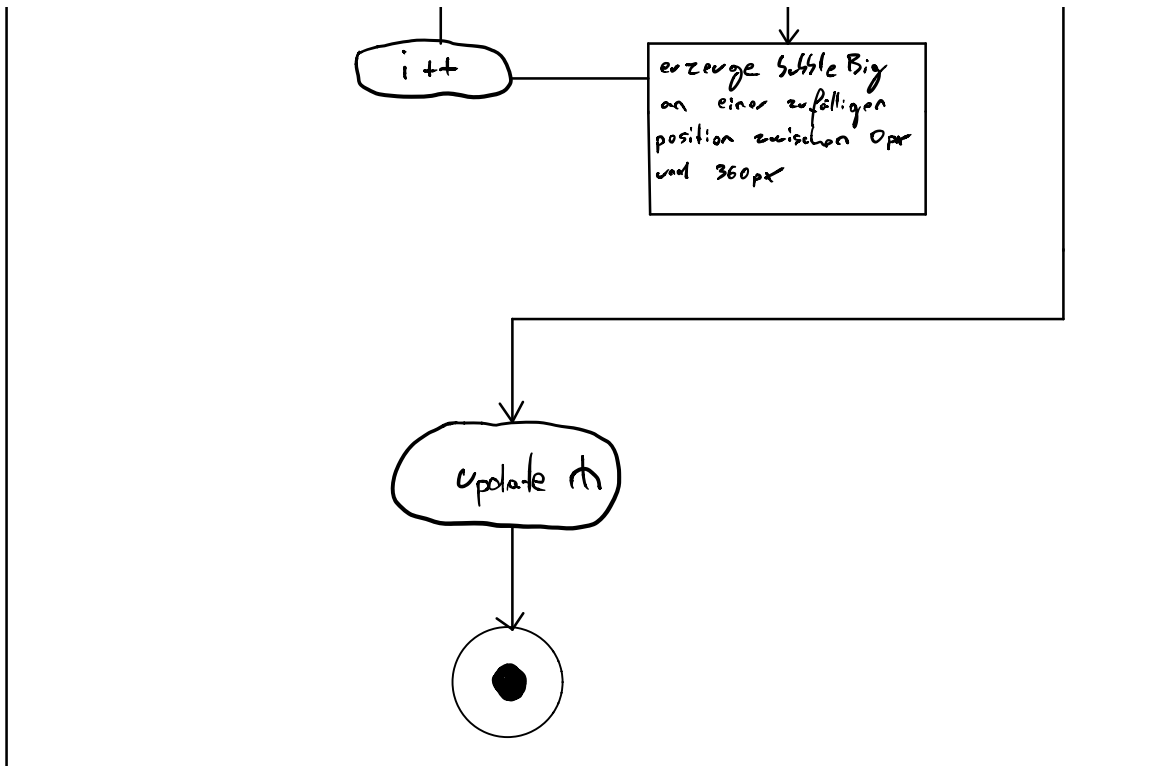 i ++
erzeuge bubble Big
an einer zufälligen
position zwischen 0px
und 360px
update